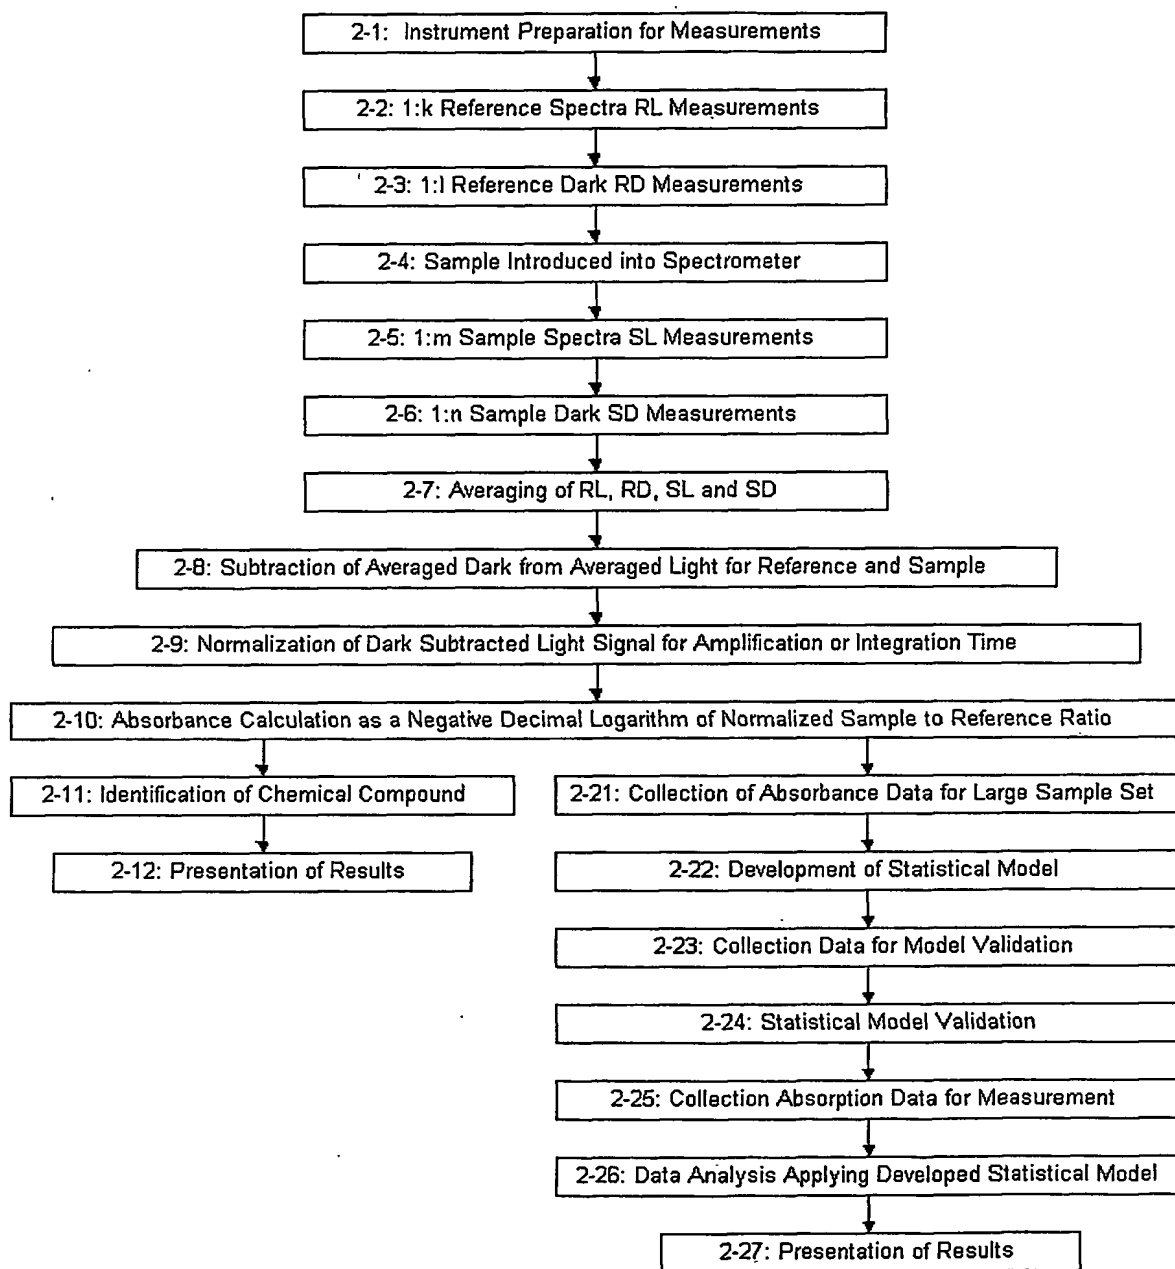 2-1: Instrument Preparation for Measurements
2-2: 1:k Reference Spectra RL Measurements
2-3: 1:l Reference Dark RD Measurements
2-4: Sample Introduced into Spectrometer
2-5: 1:m Sample Spectra SL Measurements
2-6: 1:n Sample Dark SD Measurements
2-7: Averaging of RL, RD, SL and SD
2-8: Subtraction of Averaged Dark from Averaged Light for Reference and Sample
2-9: Normalization of Dark Subtracted Light Signal for Amplification or Integration Time
2-10: Absorbance Calculation as a Negative Decimal Logarithm of Normalized Sample to Reference Ratio
2-11: Identification of Chemical Compound
2-12: Presentation of Results
2-21: Collection of Absorbance Data for Large Sample Set
2-22: Development of Statistical Model
2-23: Collection Data for Model Validation
2-24: Statistical Model Validation
2-25: Collection Absorption Data for Measurement
2-26: Data Analysis Applying Developed Statistical Model
2-27: Presentation of Results